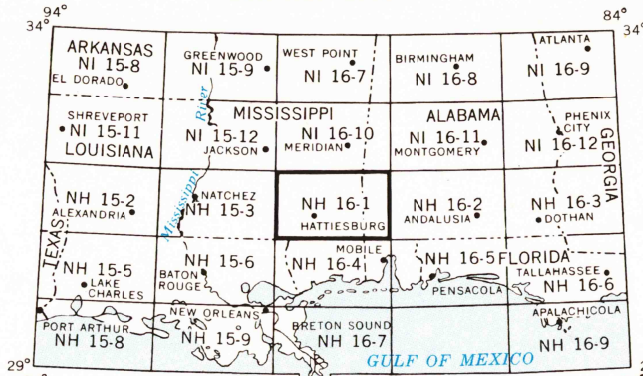 94°
84°
34°
34°
ARKANSAS
NI 15-8
EL DORADO
GREENWOOD
NI 15-9
WEST POINT
NI 16-7
BIRMINGHAM
NI 16-8
ATLANTA
NI 16-9
River
SHREVEPORT
NI 15-11
LOUISIANA
MISSISSIPPI
NI 15-12
JACKSON
NI 16-10
MERIDIAN
ALABAMA
NI 16-11
MONTGOMERY
PHENIX
CITY
NI 16-12
GEORGIA
NH 15-2
ALEXANDRIA
Mississippi
NATCHEZ
NH 15-3
NH 16-1
HATTIESBURG
NH 16-2
ANDALUSIA
NH 16-3
DOTHAN
TEXAS
NH 15-5
LAKE
CHARLES
NH 15-6
BATON
ROUGE
MOBILE
NH 16-4
NH 16-5
PENSACOLA
FLORIDA
TALLAHASSEE
NH 16-6
PORT ARTHUR
NH 15-8
NEW ORLEANS
NH 15-9
BRETON SOUND
NH 16-7
GULF OF MEXICO
APALACHICOLA
NH 16-9
29°